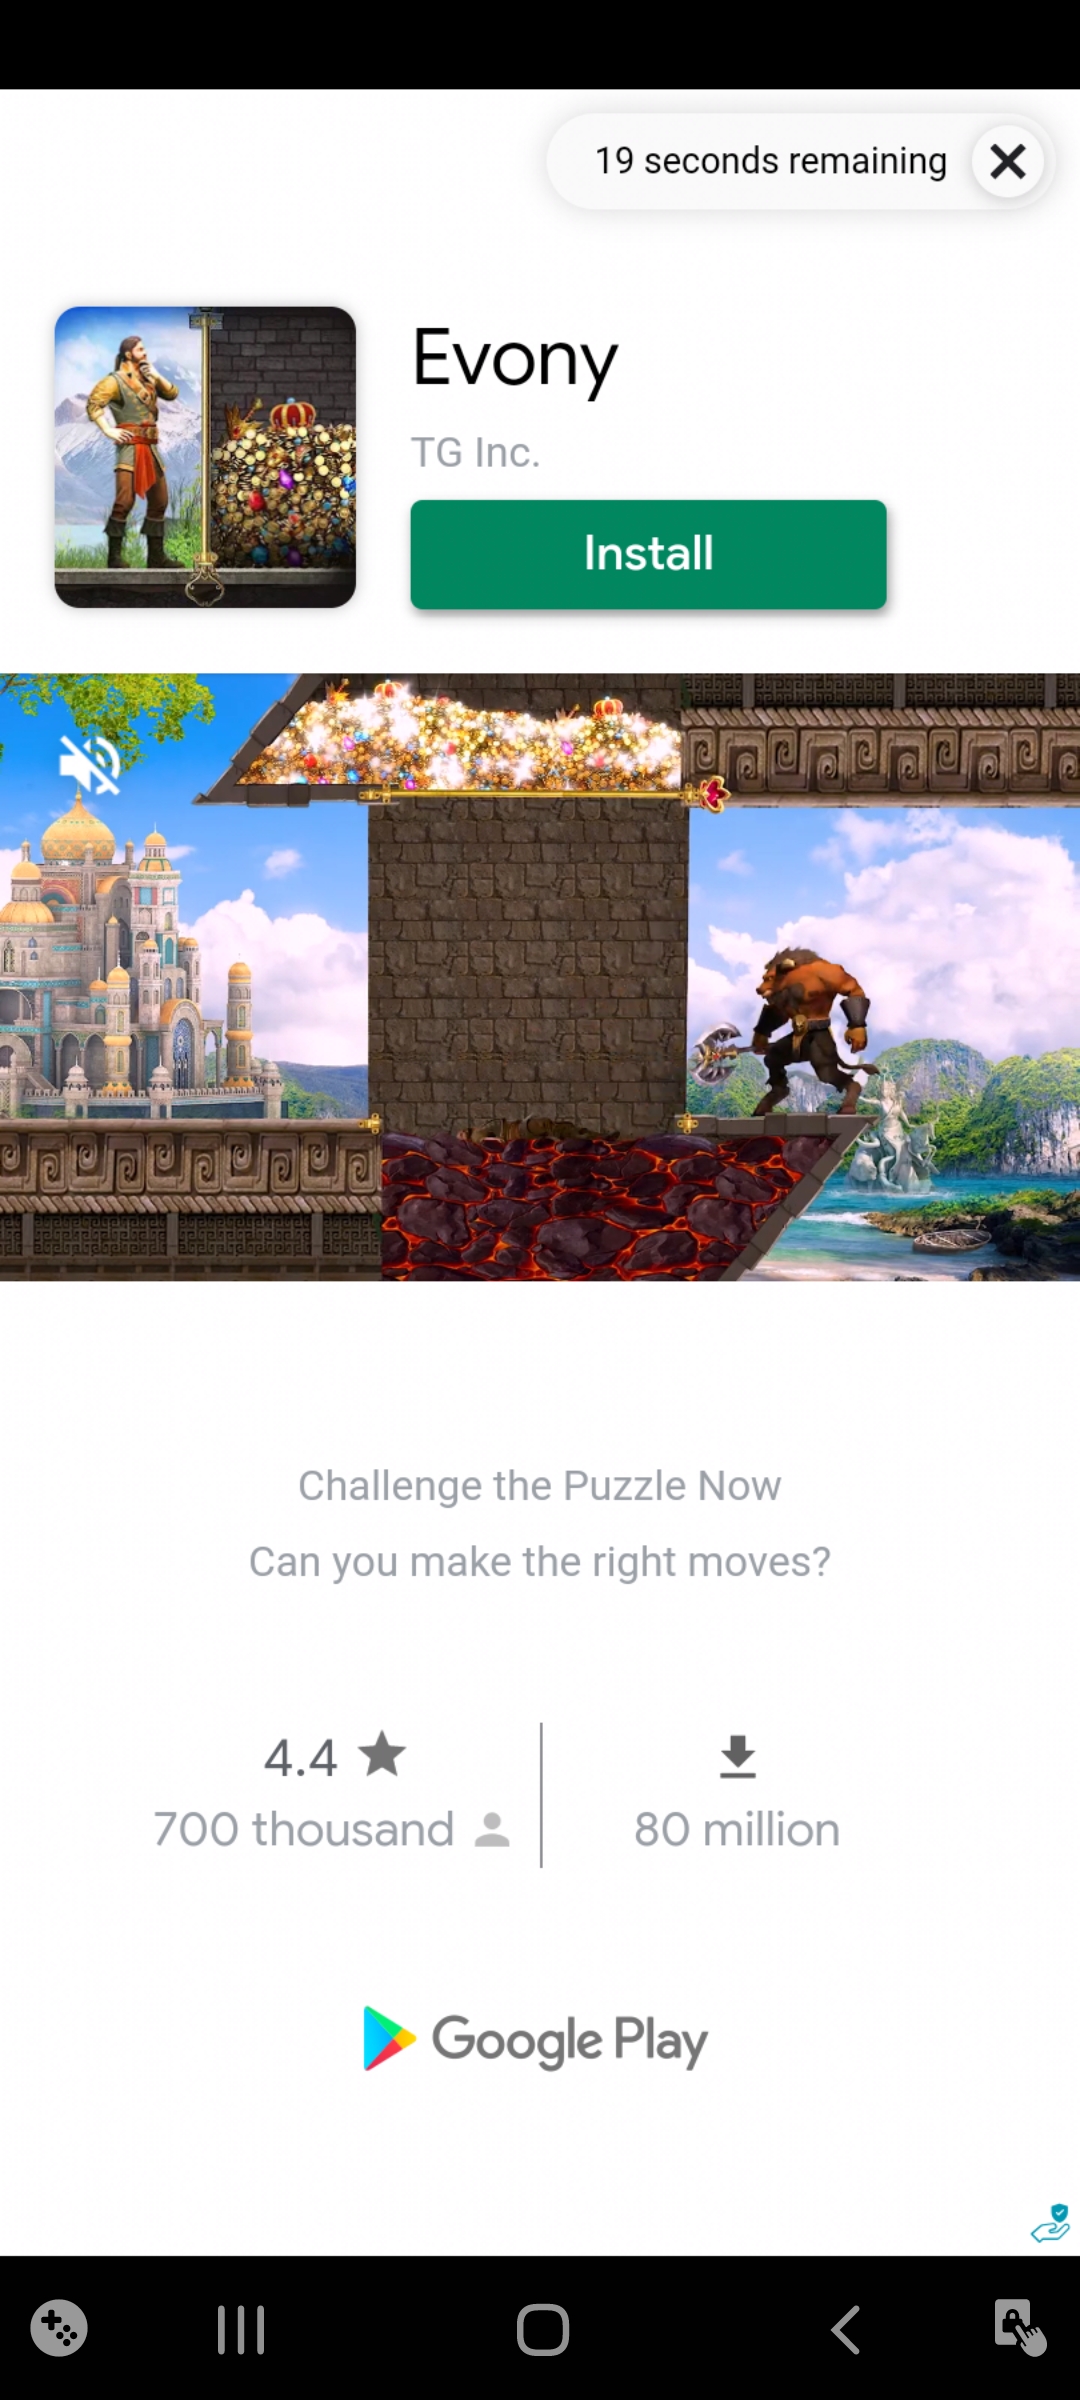 19 seconds remaining
Evony
TG Inc.
Install
Challenge the Puzzle Now
Can you make the right moves?
4.4
700 thousand
80 million
Google Play